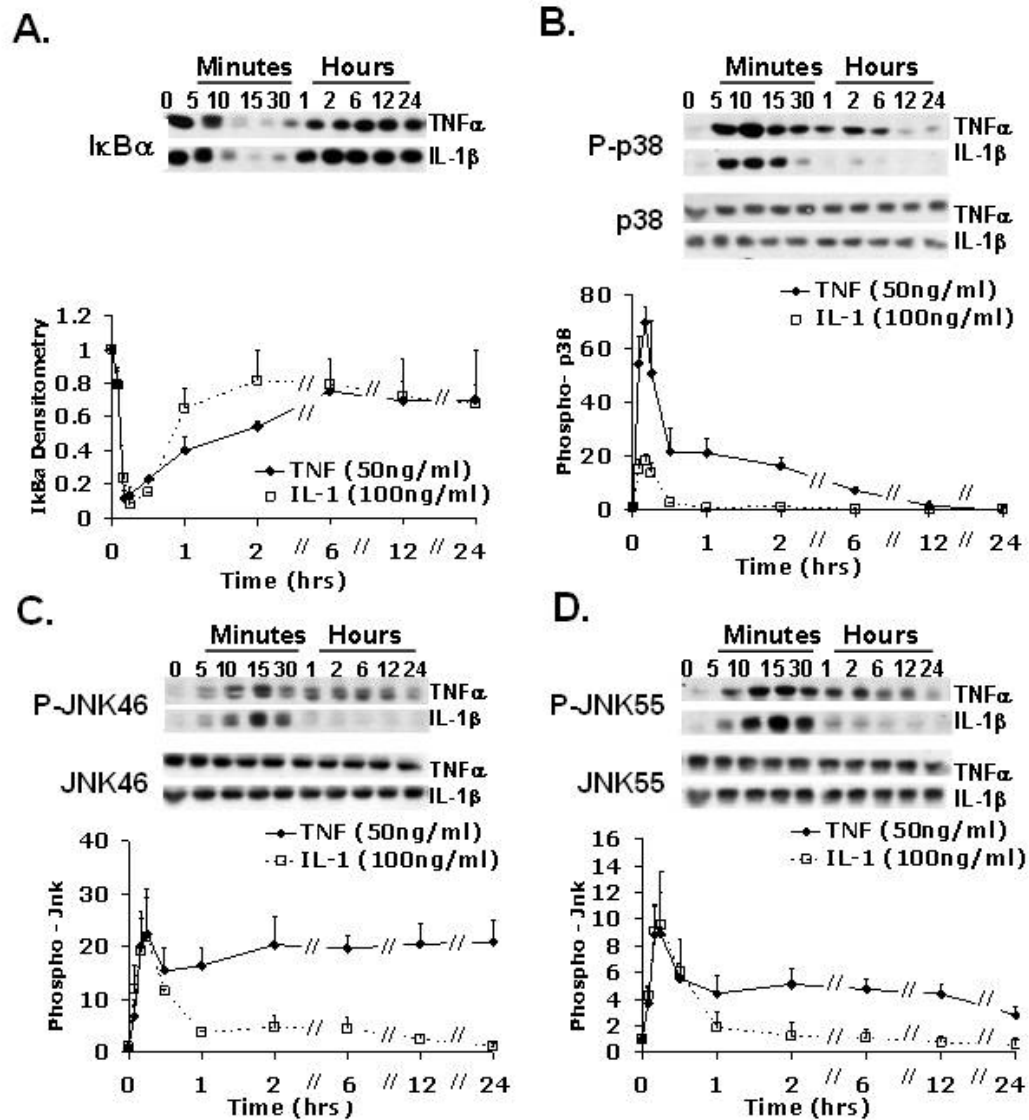 A.
Minutes Hours
0 5 10 15 30 1 2 6 12 24
IκBα
TNFα
IL-1β
1.2
1
0.8
0.6
0.4
0.2
0
IkBa Densitometry
TNF (50ng/ml)
IL-1 (100ng/ml)
0 1 2 // 6 // 12 // 24
Time (hrs)
B.
Minutes Hours
0 5 10 15 30 1 2 6 12 24
P-p38
TNFα
IL-1β
p38
TNFα
IL-1β
TNF (50ng/ml)
IL-1 (100ng/ml)
80
60
40
20
0
Phospho- p38
0 1 2 // 6 // 12 // 24
Time (hrs)
C.
Minutes Hours
0 5 10 15 30 1 2 6 12 24
P-JNK46
TNFα
IL-1β
JNK46
TNFα
IL-1β
TNF (50ng/ml)
IL-1 (100ng/ml)
40
30
20
10
0
Phospho - Jnk
0 1 2 // 6 // 12 // 24
Time (hrs)
D.
Minutes Hours
0 5 10 15 30 1 2 6 12 24
P-JNK55
TNFα
IL-1β
JNK55
TNFα
IL-1β
TNF (50ng/ml)
IL-1 (100ng/ml)
16
14
12
10
8
6
4
2
0
Phospho - Jnk
0 1 2 // 6 // 12 // 24
Time (hrs)